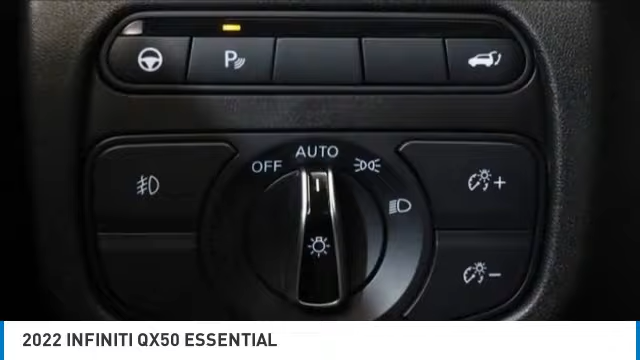 P
AUTO
OFF
+
−
2022 INFINITI QX50 ESSENTIAL